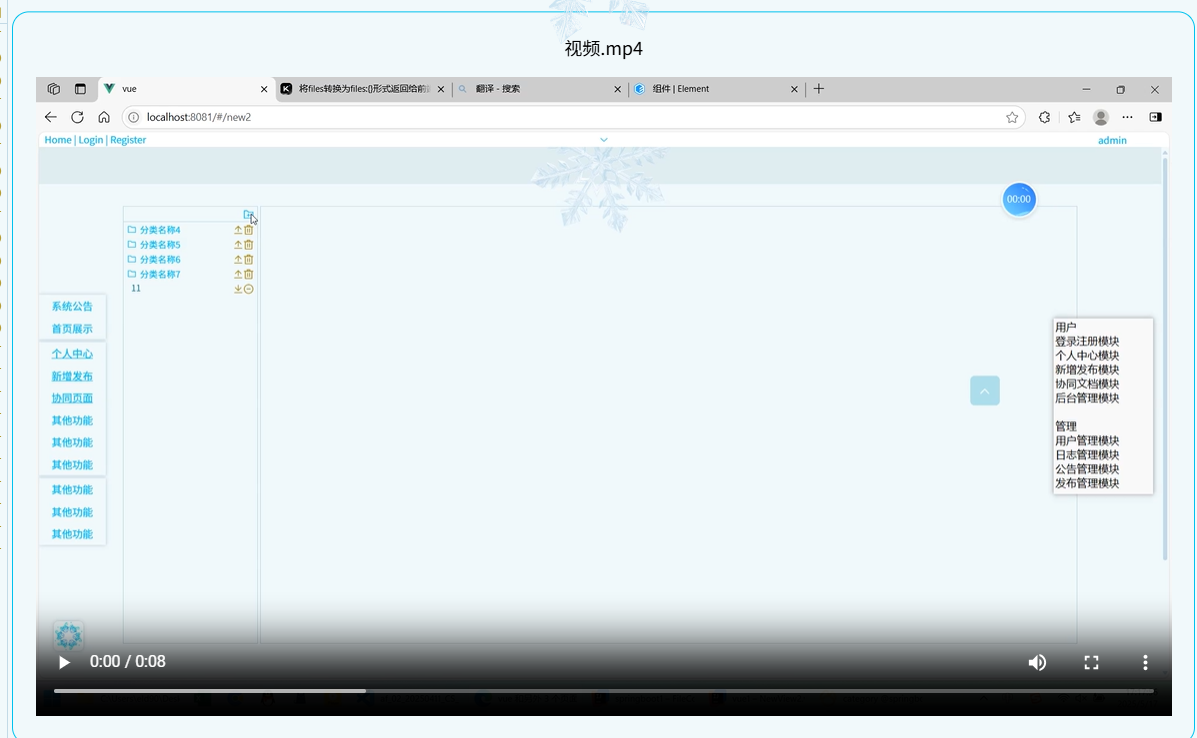 视频.mp4
vue
将files转换为files:()形式返回给前
翻译 - 搜索
组件 | Element
localhost:8081/#/new2
Home | Login | Register
admin
00:00
分类名称4
分类名称5
分类名称6
分类名称7
11
系统公告
首页展示
个人中心
新增发布
协同页面
其他功能
其他功能
其他功能
其他功能
其他功能
其他功能
用户
登录注册模块
个人中心模块
新增发布模块
协同文档模块
后台管理模块
管理
用户管理模块
日志管理模块
公告管理模块
发布管理模块
0:00 / 0:08